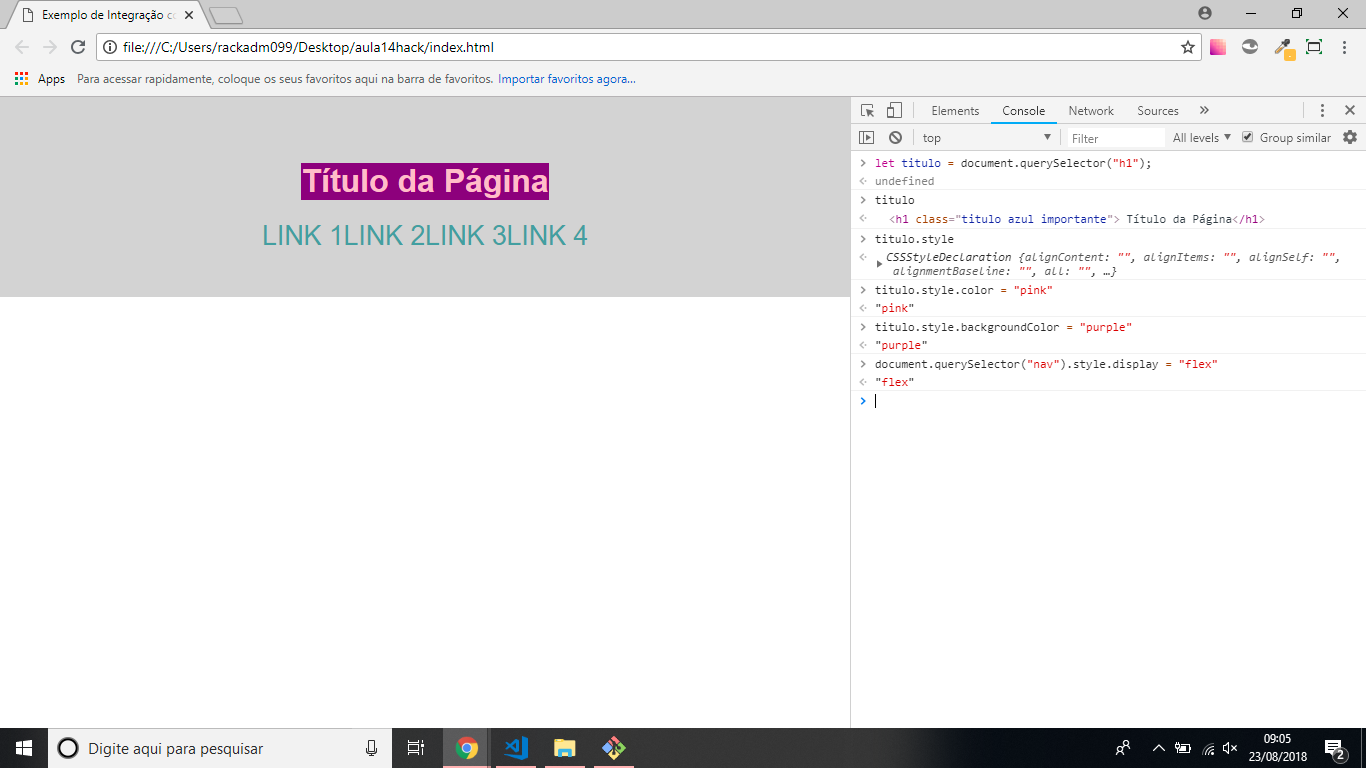 Exemplo de Integração co
file:///C:/Users/rackadm099/Desktop/aula14hack/index.html
Apps Para acessar rapidamente, coloque os seus favoritos aqui na barra de favoritos. Importar favoritos agora...
Título da Página
LINK 1LINK 2LINK 3LINK 4
Elements Console Network Sources »
top Filter All levels Group similar
let titulo = document.querySelector("h1");
undefined
titulo
<h1 class="titulo azul importante"> Título da Página</h1>
titulo.style
CSSStyleDeclaration {alignContent: "", alignItems: "", alignSelf: "",
alignmentBaseline: "", all: "", …}
titulo.style.color = "pink"
"pink"
titulo.style.backgroundColor = "purple"
"purple"
document.querySelector("nav").style.display = "flex"
"flex"
Digite aqui para pesquisar
09:05
23/08/2018
2